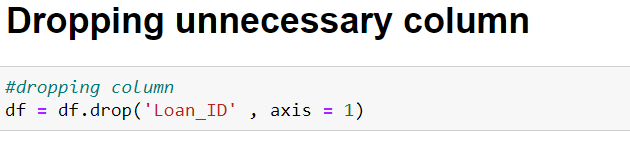 Dropping unnecessary column
#dropping column
df = df.drop('Loan_ID' , axis = 1)